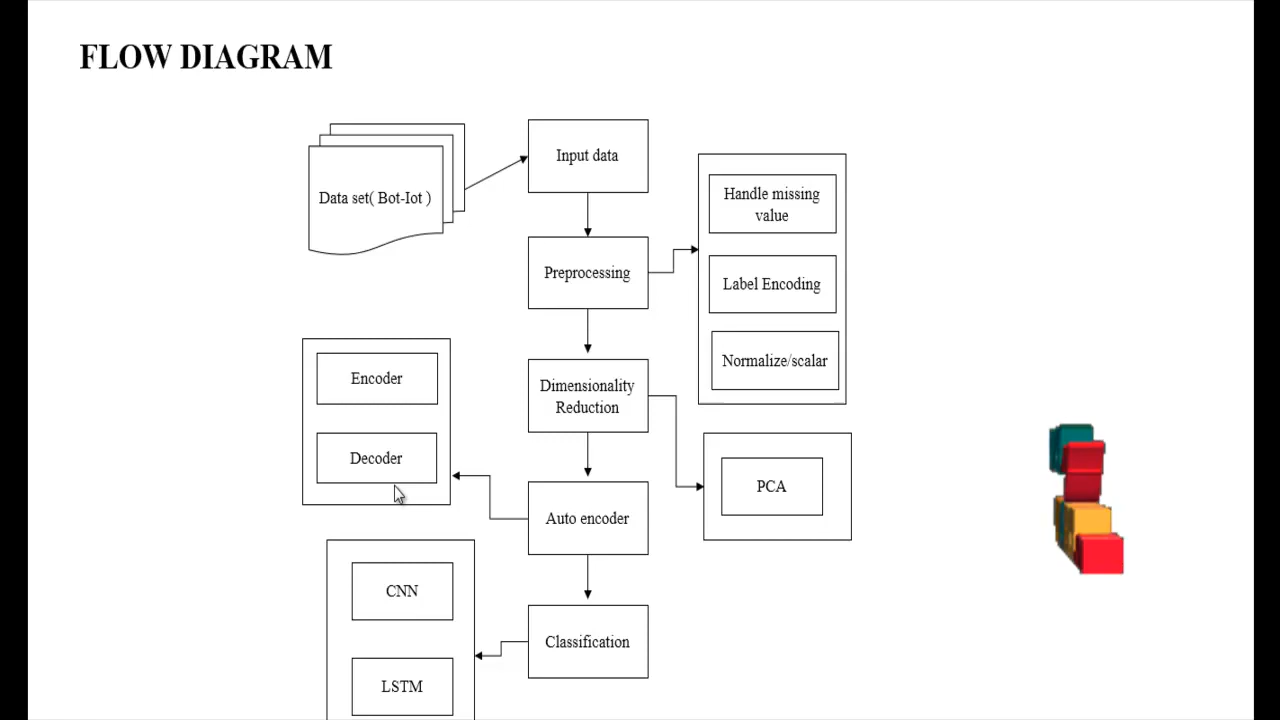 FLOW DIAGRAM
Data set( Bot-Iot )
Input data
Preprocessing
Handle missing
value
Label Encoding
Normalize/scalar
Dimensionality
Reduction
PCA
Encoder
Decoder
Auto encoder
Classification
CNN
LSTM